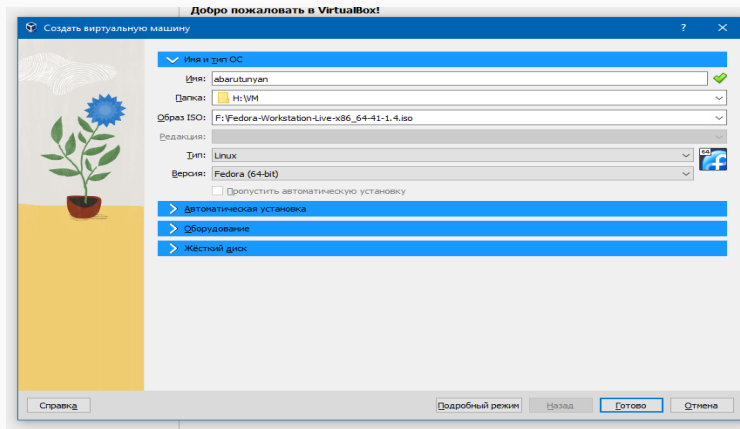 Добро пожаловать в VirtualBox!
Создать виртуальную машину
Имя и тип ОС
Имя: abarutunyan
Папка: H:\VM
Образ ISO: F:\Fedora-Workstation-Live-x86_64-41-1.4.iso
Редакция:
Тип: Linux
64
Версия: Fedora (64-bit)
Пропустить автоматическую установку
Автоматическая установка
Оборудование
Жёсткий диск
Справка Подробный режим Назад Готово Отмена